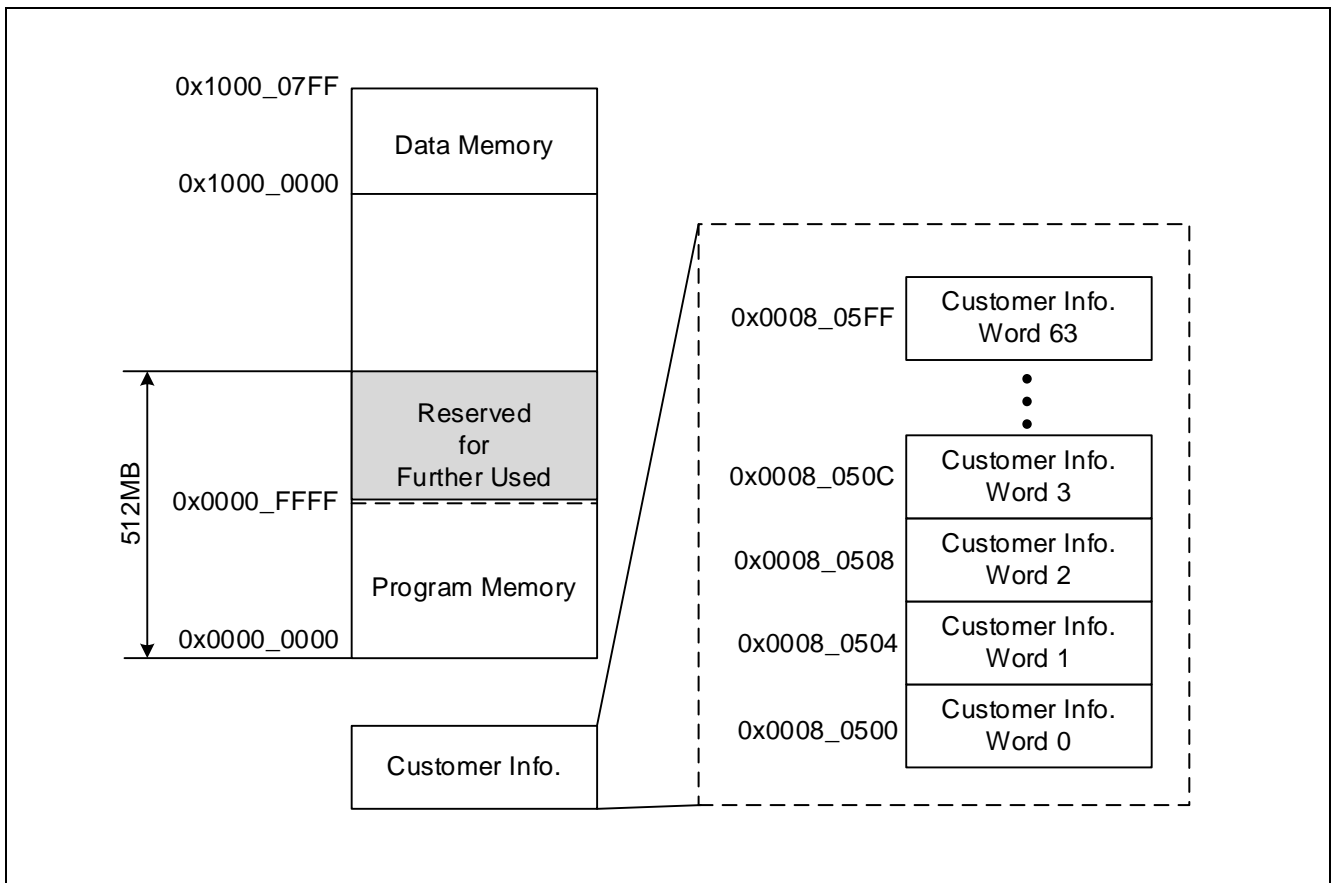 0x1000_07FF
Data Memory
0x1000_0000
Reserved
for
Further Used
512MB
0x0000_FFFF
Program Memory
0x0000_0000
Customer Info.
0x0008_05FF
Customer Info.
Word 63
0x0008_050C
Customer Info.
Word 3
0x0008_0508
Customer Info.
Word 2
0x0008_0504
Customer Info.
Word 1
0x0008_0500
Customer Info.
Word 0